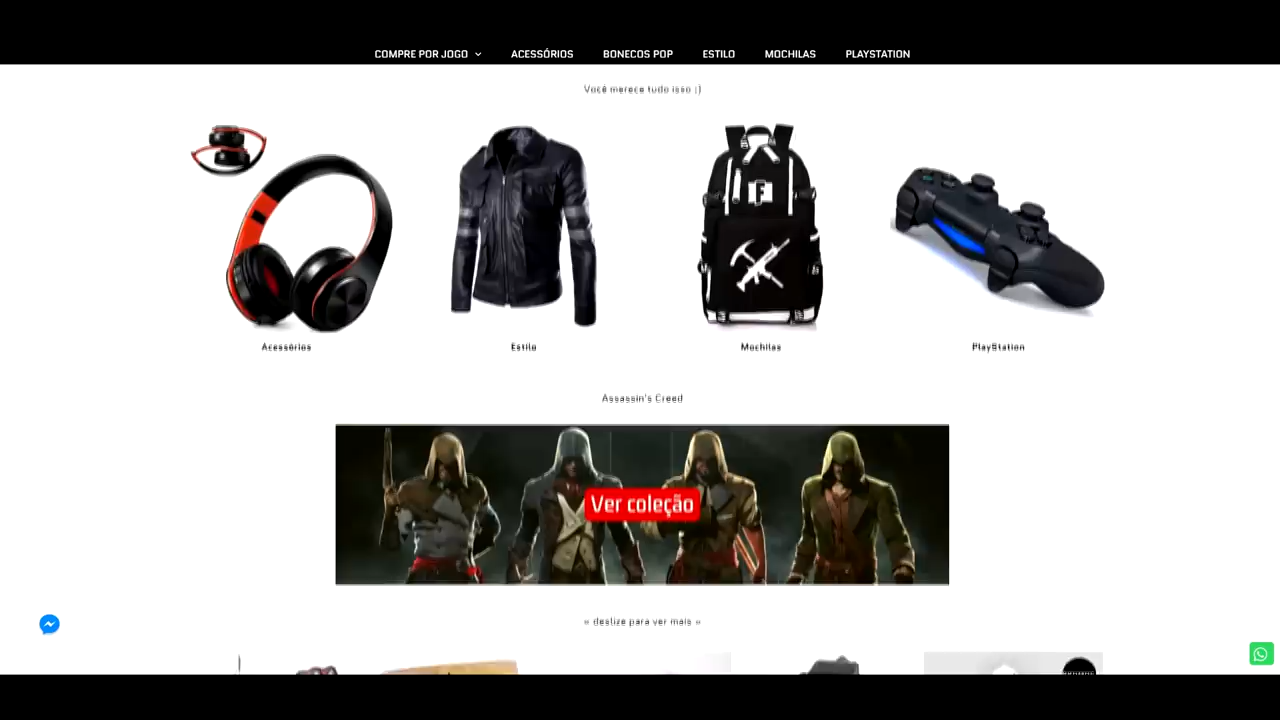 COMPRE POR JOGO
ACESSÓRIOS
BONECOS POP
ESTILO
MOCHILAS
PLAYSTATION
Você merece tudo isso ;)
F
Acessórios
Estilo
Mochilas
PlayStation
Assassin's Creed
Ver coleção
« deslize para ver mais »